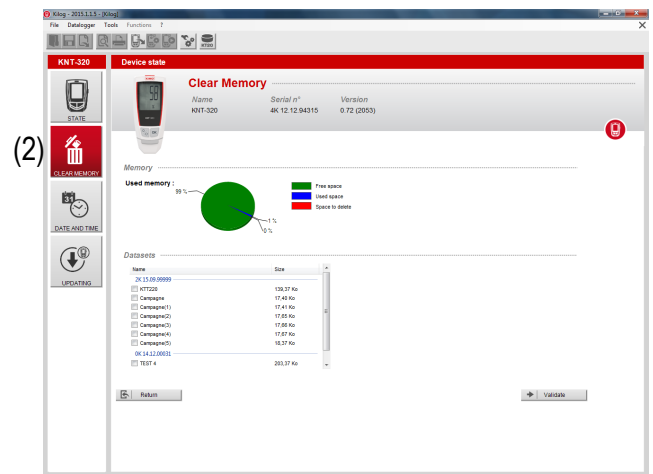 Kilog - 2015.1.1.5 - [Kilog]
File Datalogger Tools Functions ?
KNT-320 Device state
Clear Memory
Name Serial n° Version
KNT-320 4K.12.12.94315 0.72 (2053)
STATE
(2)
CLEAR MEMORY
DATE AND TIME
UPDATING
Memory
Used memory :
99 %
1 %
0 %
Free space
Used space
Space to delete
Datasets
Name Size
2K.15.09.99999
KTT220 139,37 Ko
Campagne 17,40 Ko
Campagne(1) 17,41 Ko
Campagne(2) 17,65 Ko
Campagne(3) 17,86 Ko
Campagne(4) 17,67 Ko
Campagne(5) 18,37 Ko
0K.14.12.00031
TEST 4 203,37 Ko
Return Validate